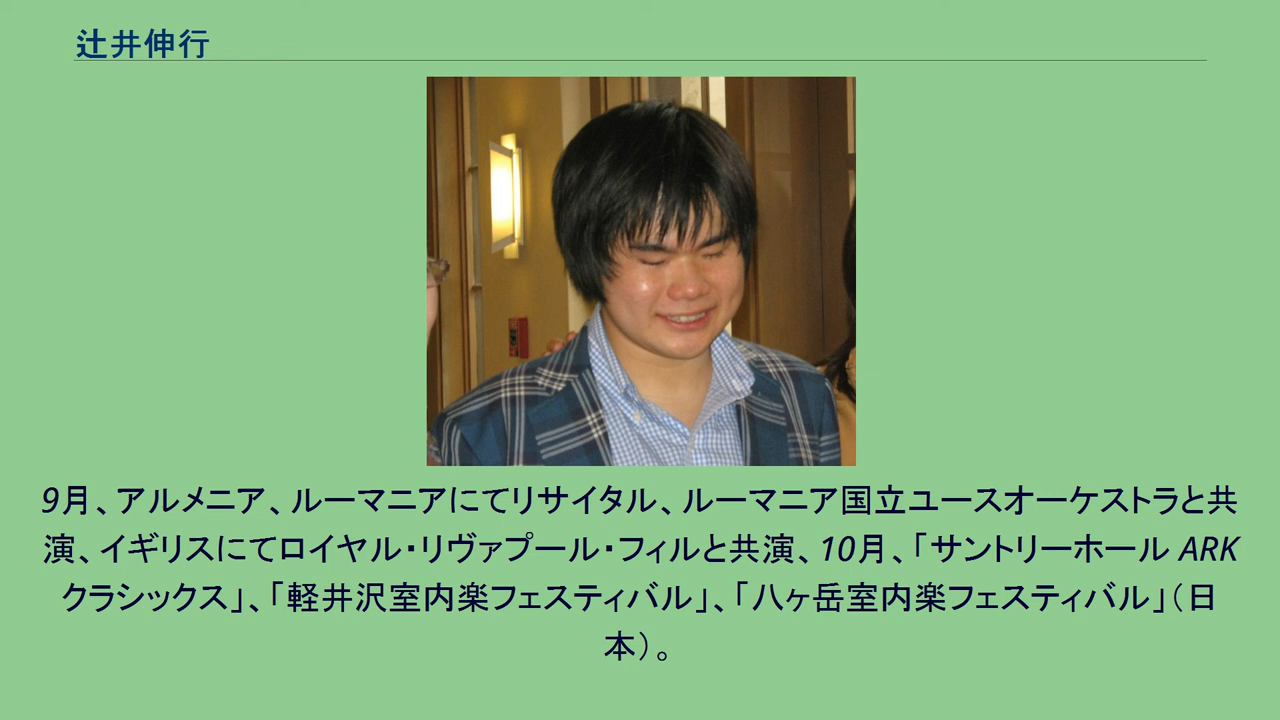 辻井伸行
9月、アルメニア、ルーマニアにてリサイタル、ルーマニア国立ユースオーケストラと共
演、イギリスにてロイヤル・リヴァプール・フィルと共演、10月、「サントリーホール ARK
クラシックス」、「軽井沢室内楽フェスティバル」、「八ヶ岳室内楽フェスティバル」（日
本）。